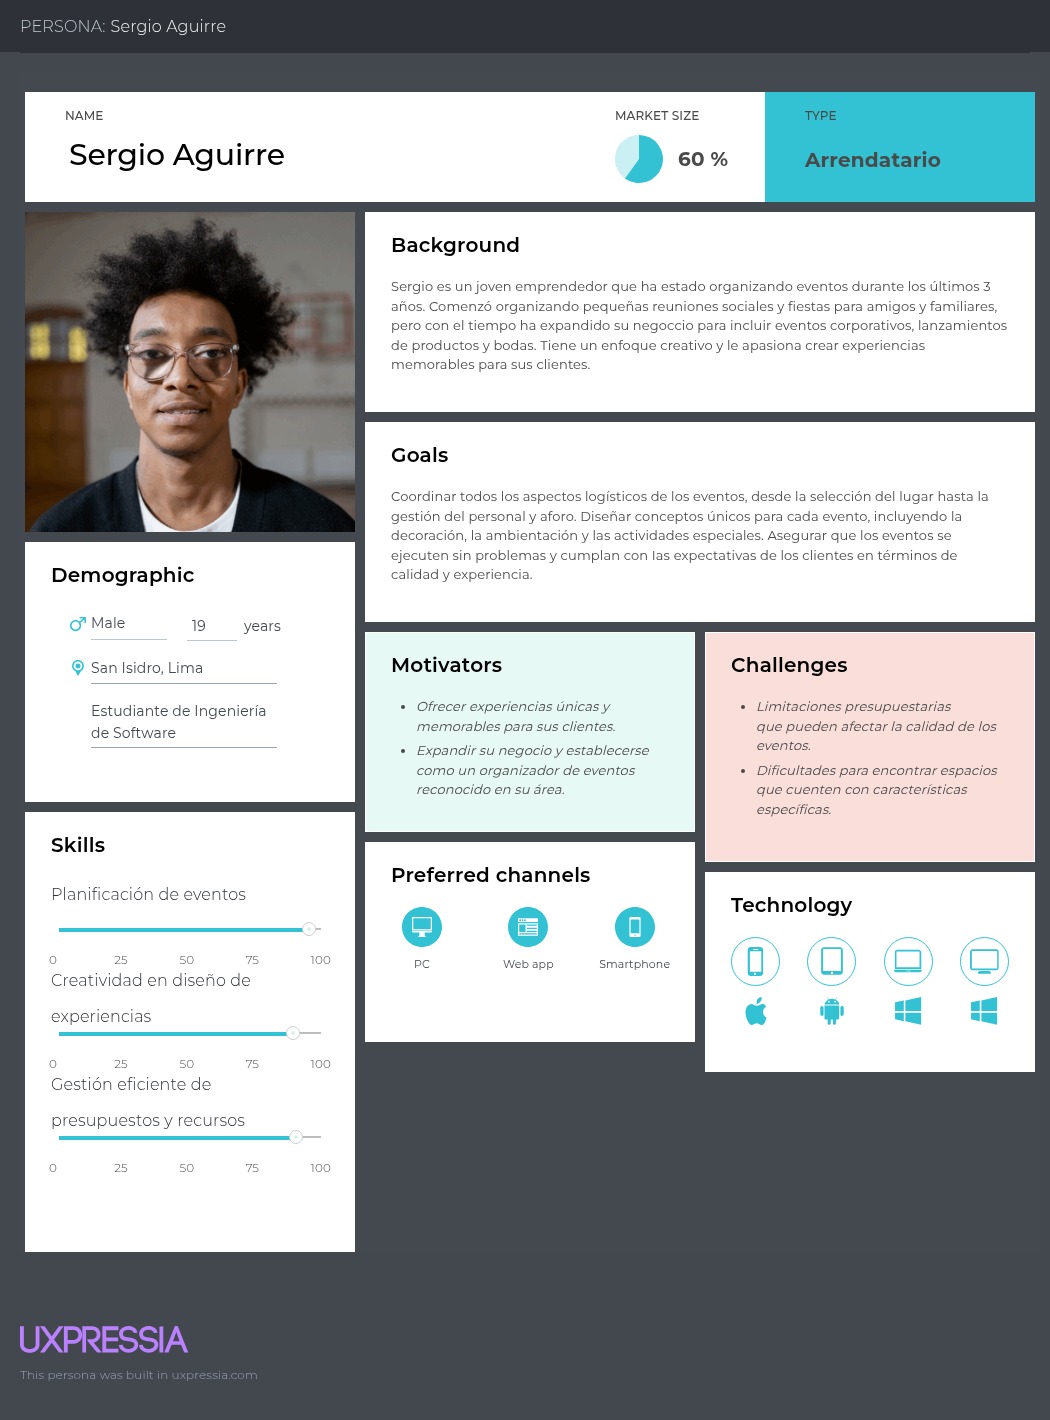 PERSONA: Sergio Aguirre
NAME
Sergio Aguirre
MARKET SIZE
60 %
TYPE
Arrendatario
Background
Sergio es un joven emprendedor que ha estado organizando eventos durante los últimos 3
años. Comenzó organizando pequeñas reuniones sociales y fiestas para amigos y familiares,
pero con el tiempo ha expandido su negoccio para incluir eventos corporativos, lanzamientos
de productos y bodas. Tiene un enfoque creativo y le apasiona crear experiencias
memorables para sus clientes.
Goals
Coordinar todos los aspectos logísticos de los eventos, desde la selección del lugar hasta la
gestión del personal y aforo. Diseñar conceptos únicos para cada evento, incluyendo la
decoración, la ambientación y las actividades especiales. Asegurar que los eventos se
ejecuten sin problemas y cumplan con las expectativas de los clientes en términos de
calidad y experiencia.
Demographic
Male 19 years
San Isidro, Lima
Estudiante de Ingeniería
de Software
Skills
Planificación de eventos
0 25 50 75 100
Creatividad en diseño de
experiencias
0 25 50 75 100
Gestión eficiente de
presupuestos y recursos
0 25 50 75 100
Motivators
• Ofrecer experiencias únicas y
memorables para sus clientes.
• Expandir su negocio y establecerse
como un organizador de eventos
reconocido en su área.
Challenges
• Limitaciones presupuestarias
que pueden afectar la calidad de los
eventos.
• Dificultades para encontrar espacios
que cuenten con características
específicas.
Preferred channels
PC Web app Smartphone
Technology
UXPRESSIA
This persona was built in uxpressia.com